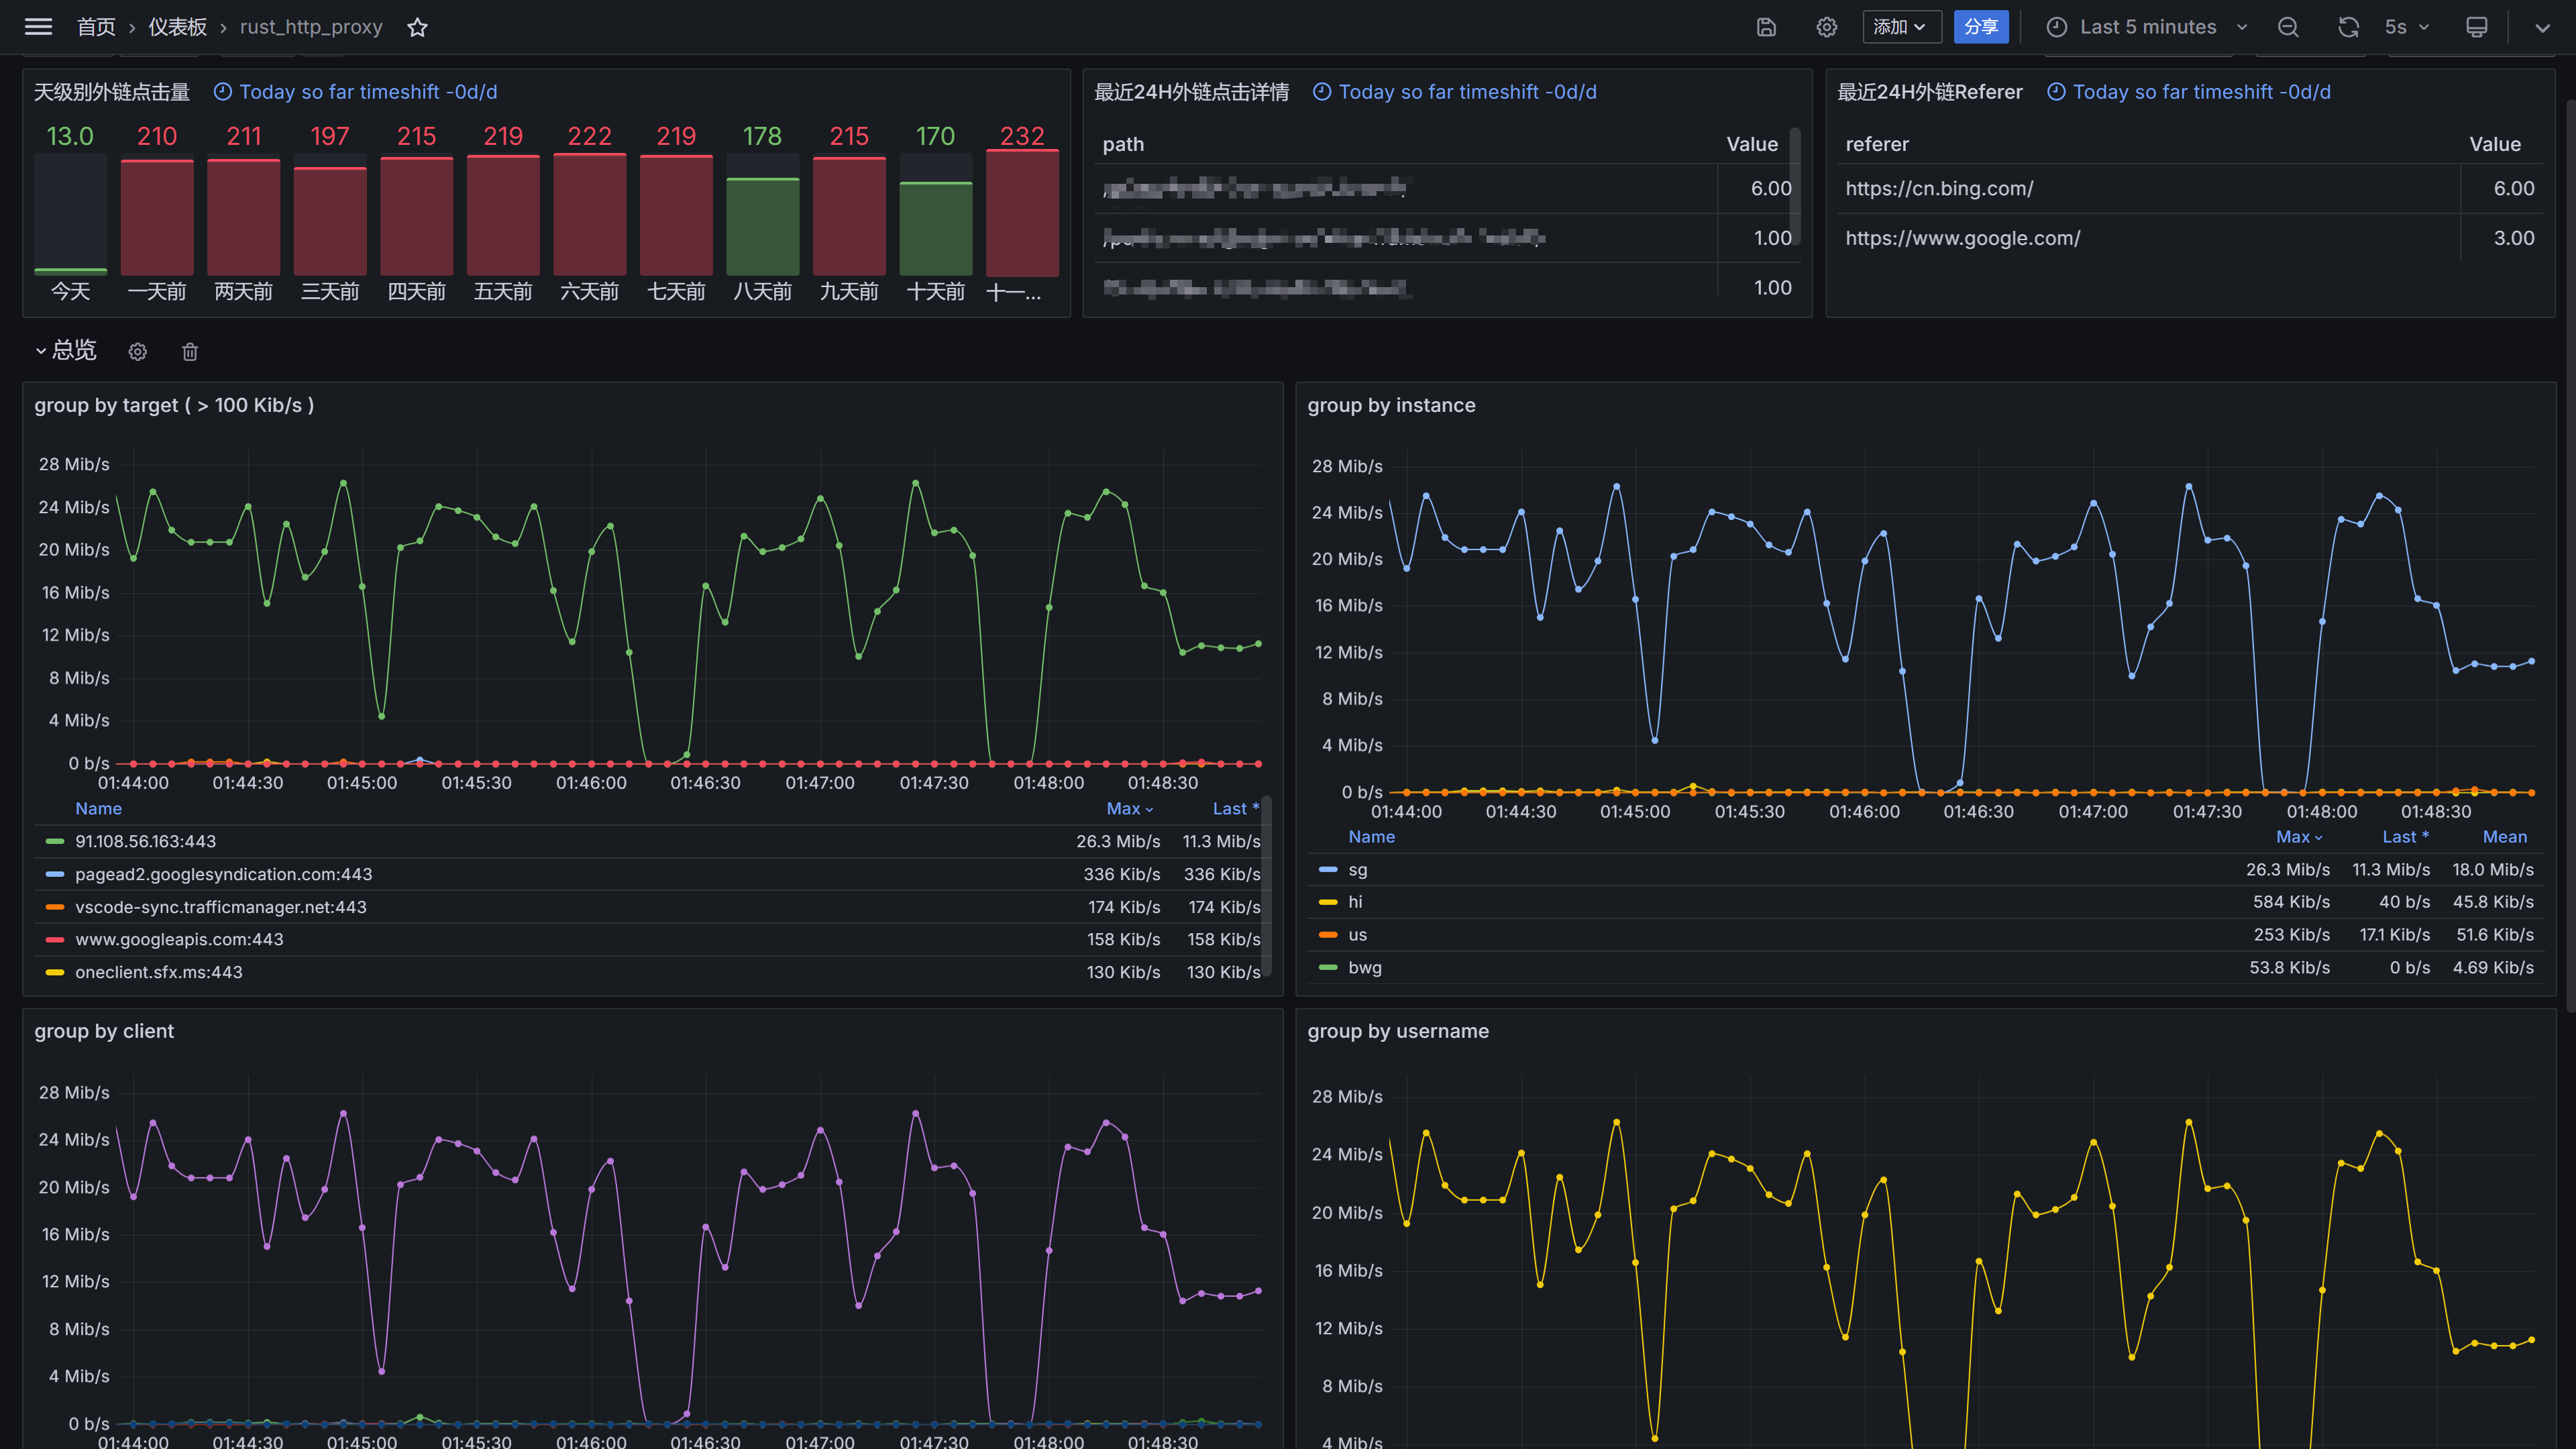 首页 › 仪表板 › rust_http_proxy
添加
分享
Last 5 minutes
5s
天级别外链点击量 Today so far timeshift -0d/d
13.0 210 211 197 215 219 222 219 178 215 170 232
今天 一天前 两天前 三天前 四天前 五天前 六天前 七天前 八天前 九天前 十天前 十一...
最近24H外链点击详情 Today so far timeshift -0d/d
path Value
6.00
1.00
1.00
最近24H外链Referer Today so far timeshift -0d/d
referer Value
https://cn.bing.com/ 6.00
https://www.google.com/ 3.00
总览
group by target ( > 100 Kib/s )
28 Mib/s
24 Mib/s
20 Mib/s
16 Mib/s
12 Mib/s
8 Mib/s
4 Mib/s
0 b/s
01:44:00 01:44:30 01:45:00 01:45:30 01:46:00 01:46:30 01:47:00 01:47:30 01:48:00 01:48:30
Name Max Last *
91.108.56.163:443 26.3 Mib/s 11.3 Mib/s
pagead2.googlesyndication.com:443 336 Kib/s 336 Kib/s
vscode-sync.trafficmanager.net:443 174 Kib/s 174 Kib/s
www.googleapis.com:443 158 Kib/s 158 Kib/s
oneclient.sfx.ms:443 130 Kib/s 130 Kib/s
group by instance
28 Mib/s
24 Mib/s
20 Mib/s
16 Mib/s
12 Mib/s
8 Mib/s
4 Mib/s
0 b/s
01:44:00 01:44:30 01:45:00 01:45:30 01:46:00 01:46:30 01:47:00 01:47:30 01:48:00 01:48:30
Name Max Last * Mean
sg 26.3 Mib/s 11.3 Mib/s 18.0 Mib/s
hi 584 Kib/s 40 b/s 45.8 Kib/s
us 253 Kib/s 17.1 Kib/s 51.6 Kib/s
bwg 53.8 Kib/s 0 b/s 4.69 Kib/s
group by client
28 Mib/s
24 Mib/s
20 Mib/s
16 Mib/s
12 Mib/s
8 Mib/s
4 Mib/s
0 b/s
01:44:00 01:44:30 01:45:00 01:45:30 01:46:00 01:46:30 01:47:00 01:47:30 01:48:00 01:48:30
group by username
28 Mib/s
24 Mib/s
20 Mib/s
16 Mib/s
12 Mib/s
8 Mib/s
4 Mib/s